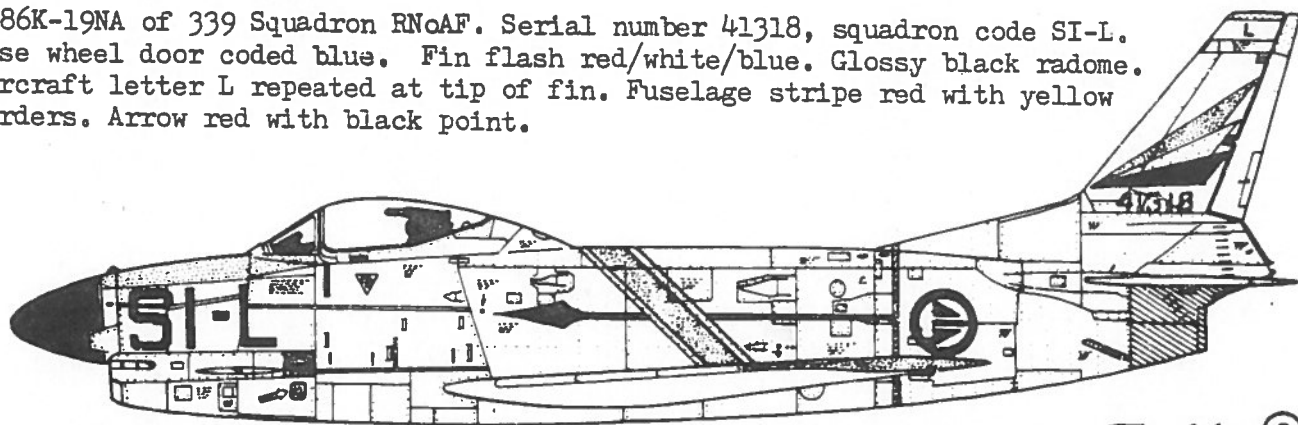 86K-19NA of 339 Squadron RNoAF. Serial number 41318, squadron code SI-L.
se wheel door coded blue. Fin flash red/white/blue. Glossy black radome.
rcraft letter L repeated at tip of fin. Fuselage stripe red with yellow
rders. Arrow red with black point.
L
41318
SI-L